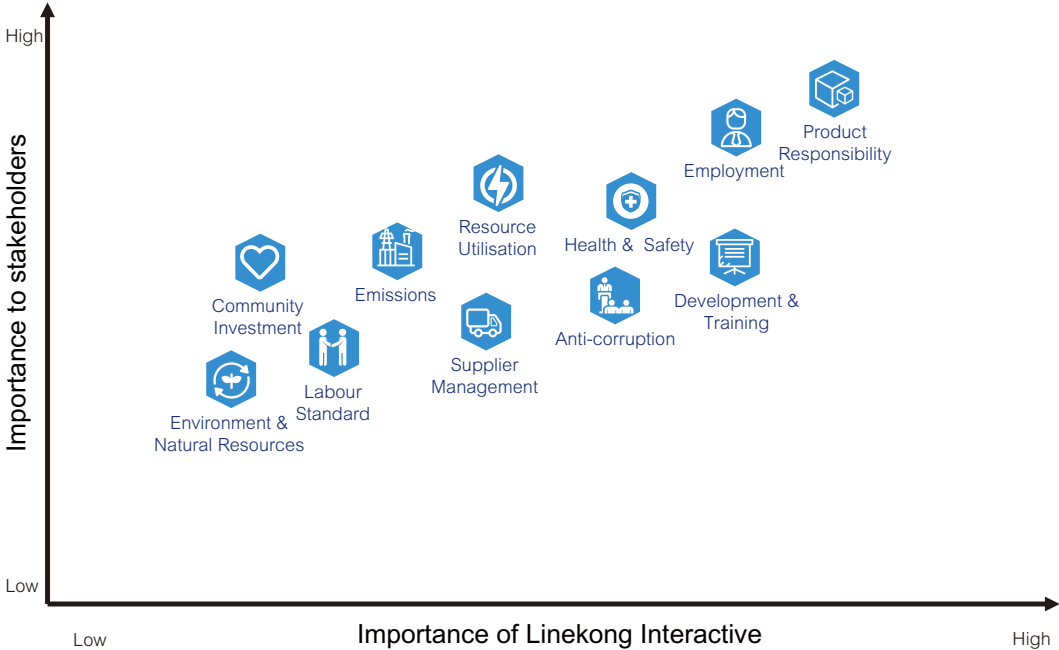 High
Importance to stakeholders
Product
Responsibility
Employment
Resource
Utilisation
Health & Safety
Community
Investment
Emissions
Development &
Training
Anti-corruption
Supplier
Management
Labour
Standard
Environment &
Natural Resources
Low
Low
Importance of Linekong Interactive
High